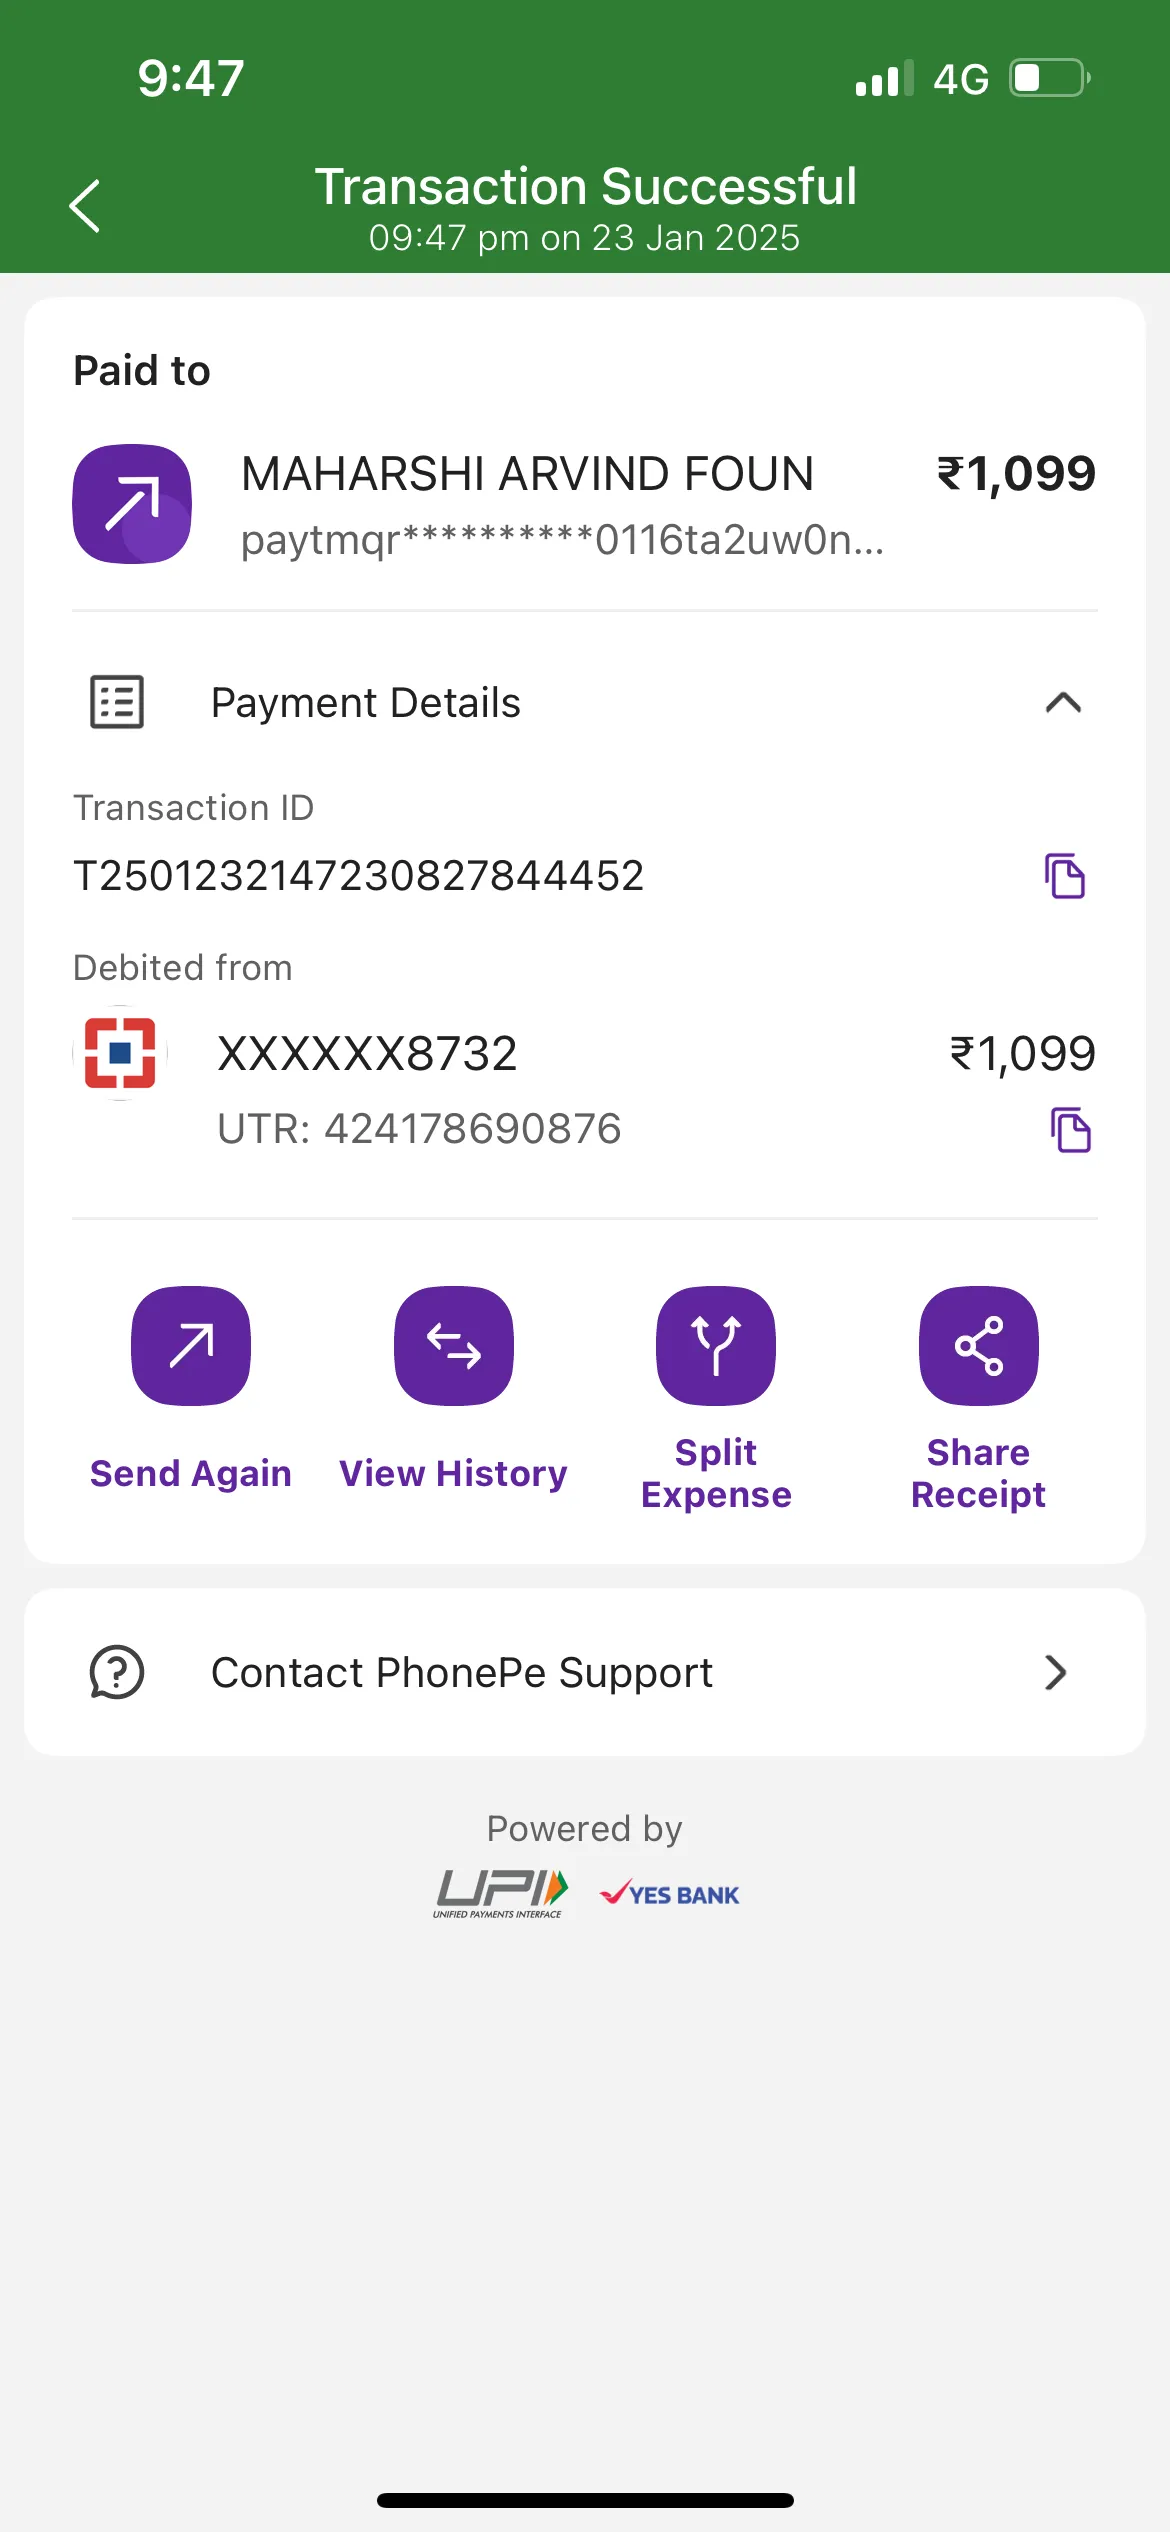 9:47
4G
Transaction Successful
09:47 pm on 23 Jan 2025
Paid to
MAHARSHI ARVIND FOUN
₹1,099
paytmqr**********0116ta2uw0n...
Payment Details
Transaction ID
T2501232147230827844452
Debited from
XXXXXX8732
₹1,099
UTR: 424178690876
Send Again
View History
Split
Expense
Share
Receipt
Contact PhonePe Support
Powered by
UPI
UNIFIED PAYMENTS INTERFACE
YES BANK